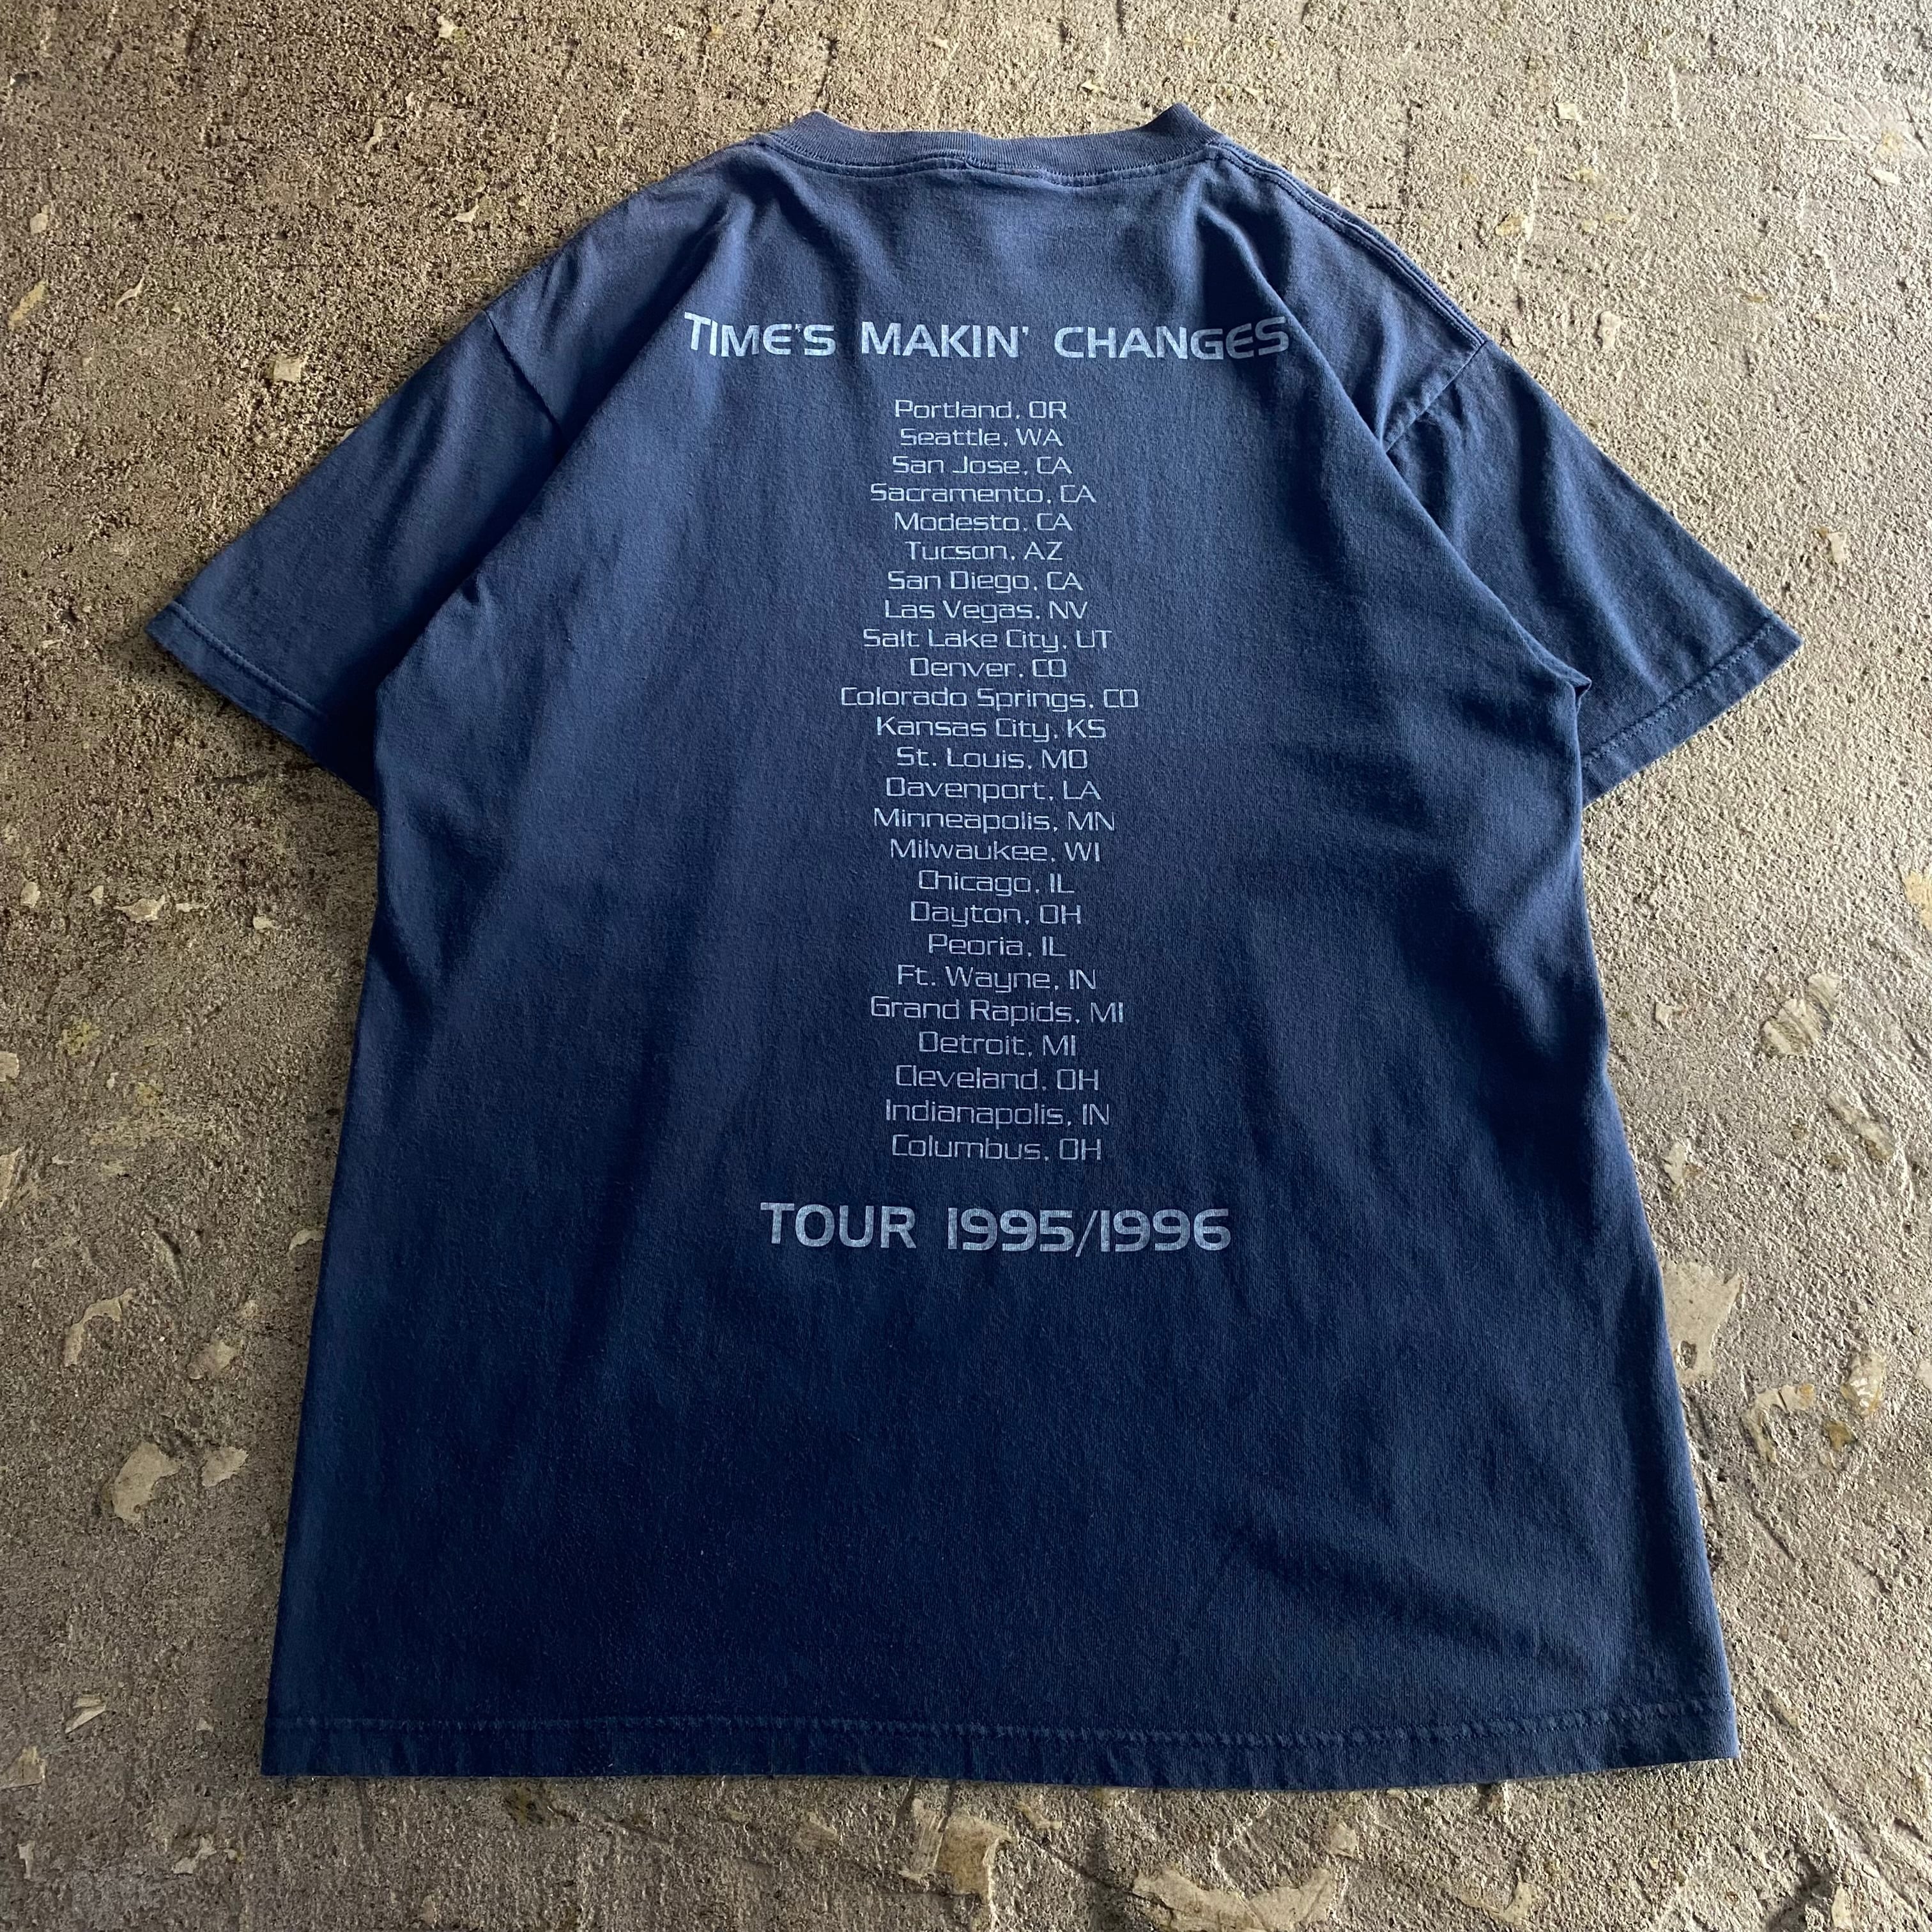 TIME'S MAKIN' CHANGES
Portland, OR
Seattle, WA
San Jose, CA
Sacramento, CA
Modesto, CA
Tucson, AZ
San Diego, CA
Las Vegas, NV
Salt Lake City, UT
Denver, CO
Colorado Springs, CO
Kansas City, KS
St. Louis, MO
Davenport, LA
Minneapolis, MN
Milwaukee, WI
Chicago, IL
Dayton, OH
Peoria, IL
Ft. Wayne, IN
Grand Rapids, MI
Detroit, MI
Cleveland, OH
Indianapolis, IN
Columbus, OH
TOUR 1995/1996